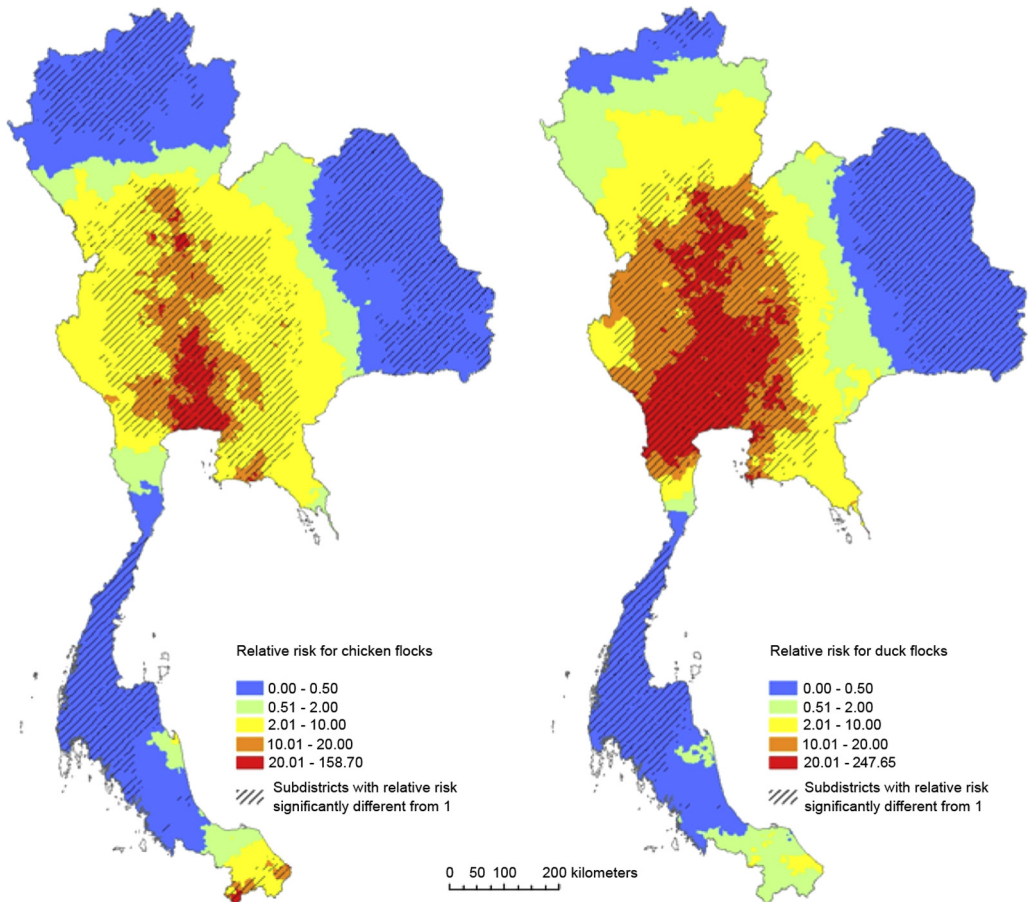 Relative risk for chicken flocks
0.00 - 0.50
0.51 - 2.00
2.01 - 10.00
10.01 - 20.00
20.01 - 158.70
Subdistricts with relative risk
significantly different from 1
Relative risk for duck flocks
0.00 - 0.50
0.51 - 2.00
2.01 - 10.00
10.01 - 20.00
20.01 - 247.65
Subdistricts with relative risk
significantly different from 1
0 50 100 200 kilometers